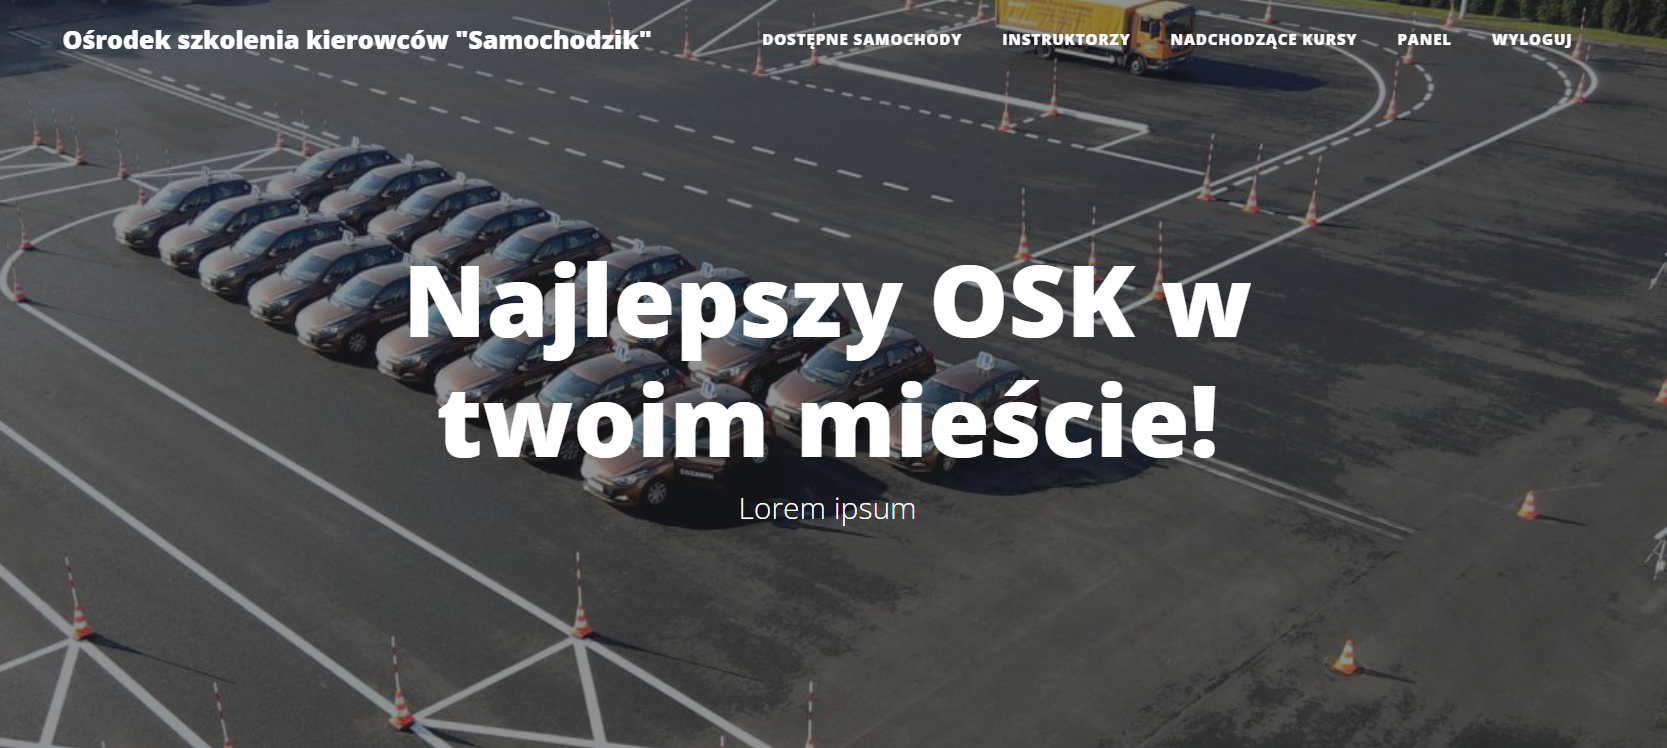 Ośrodek szkolenia kierowców "Samochodzik"
DOSTĘPNE SAMOCHODY INSTRUKTORZY NADCHODZĄCE KURSY PANEL WYLOGUJ
Najlepszy OSK w
twoim mieście!
Lorem ipsum